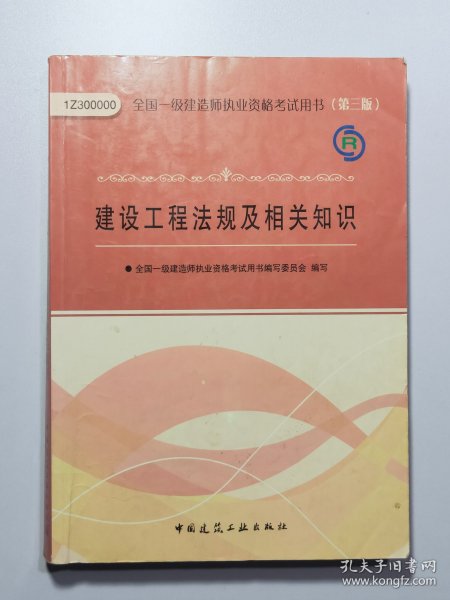 1Z300000 全国一级建造师执业资格考试用书(第三版)
R
建设工程法规及相关知识
● 全国一级建造师执业资格考试用书编写委员会 编写
中国建筑工业出版社
孔夫子旧书网
www.kongfz.com